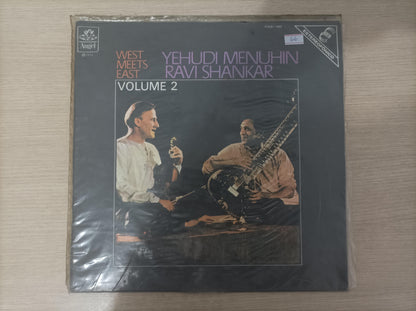 Angel
WEST
MEETS
EAST
YEHUDI MENUHIN
RAVI SHANKAR
VOLUME 2